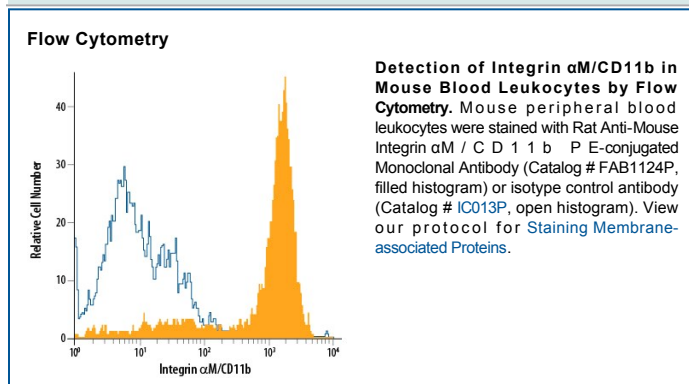 Flow Cytometry
40
30
20
10
0
Relative Cell Number
10⁰ 10¹ 10² 10³ 10⁴
Integrin αM/CD11b
Detection of Integrin αM/CD11b in
Mouse Blood Leukocytes by Flow
Cytometry. Mouse peripheral blood
leukocytes were stained with Rat Anti-Mouse
Integrin αM / C D 1 1 b P E-conjugated
Monoclonal Antibody (Catalog # FAB1124P,
filled histogram) or isotype control antibody
(Catalog # IC013P, open histogram). View
our protocol for Staining Membrane-
associated Proteins.